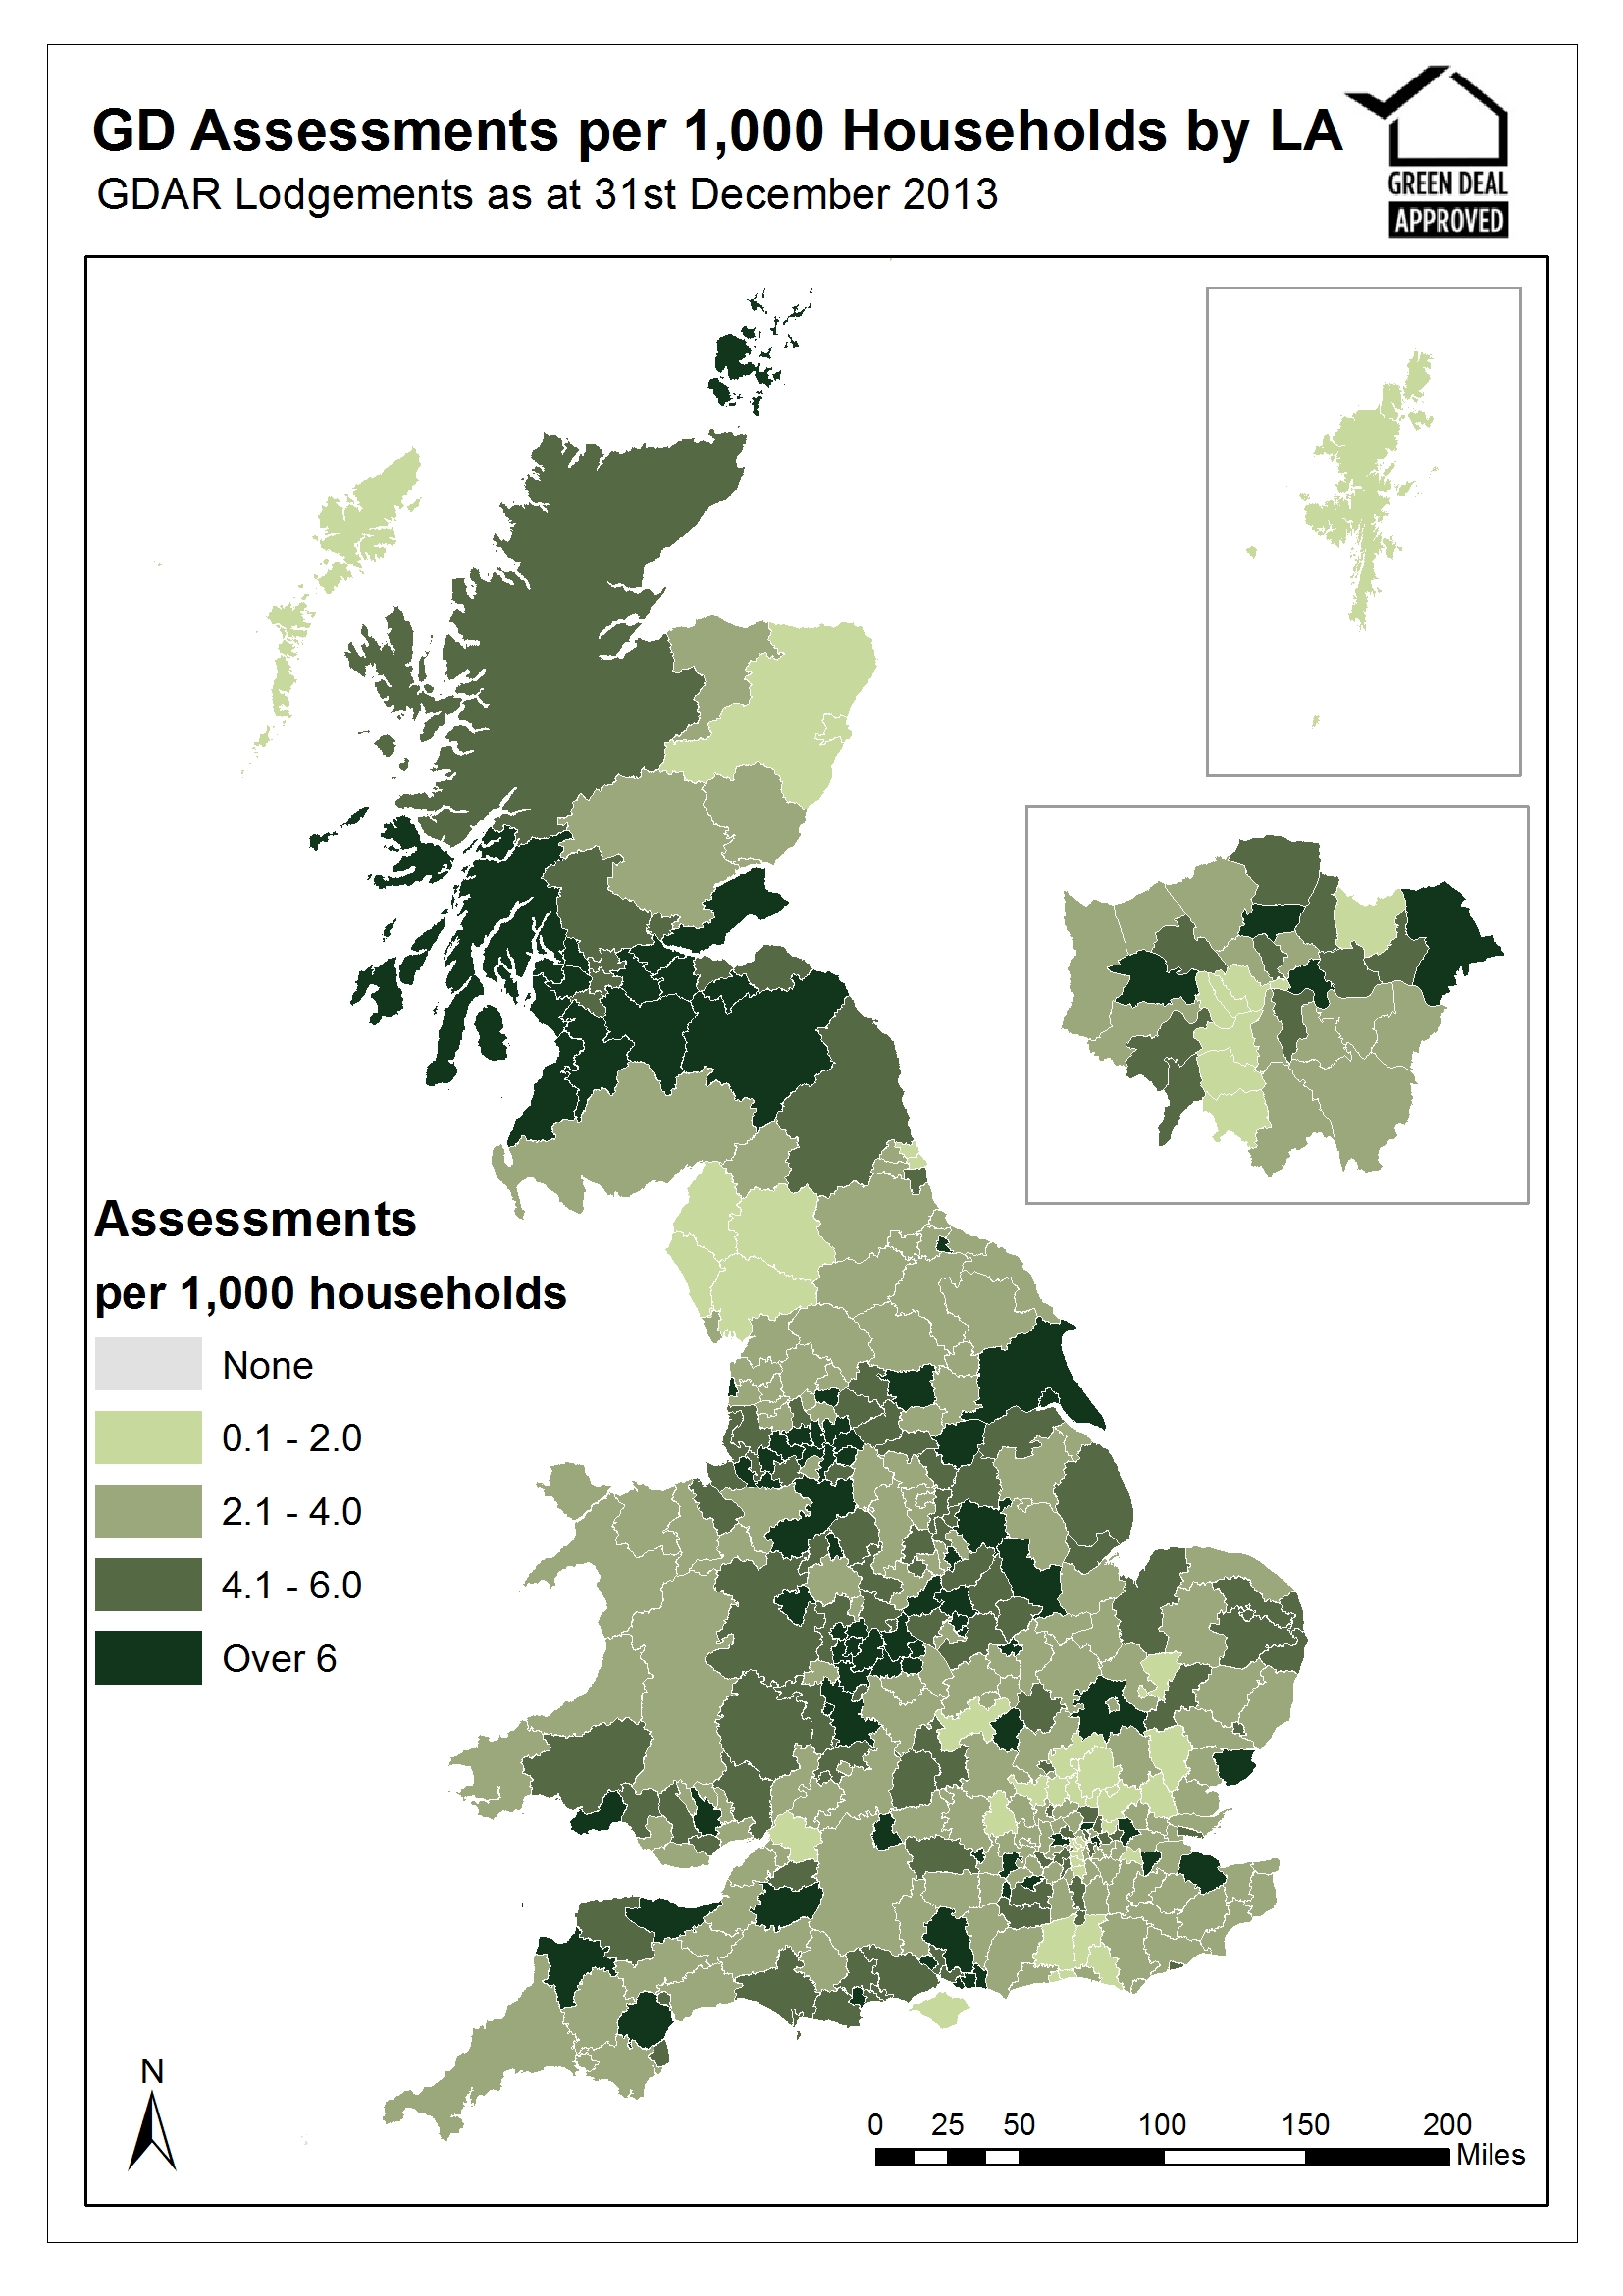 GD Assessments per 1,000 Households by LA
GDAR Lodgements as at 31st December 2013
GREEN DEAL
APPROVED
Assessments
per 1,000 households
None
0.1 - 2.0
2.1 - 4.0
4.1 - 6.0
Over 6
N
0 25 50 100 150 200
Miles